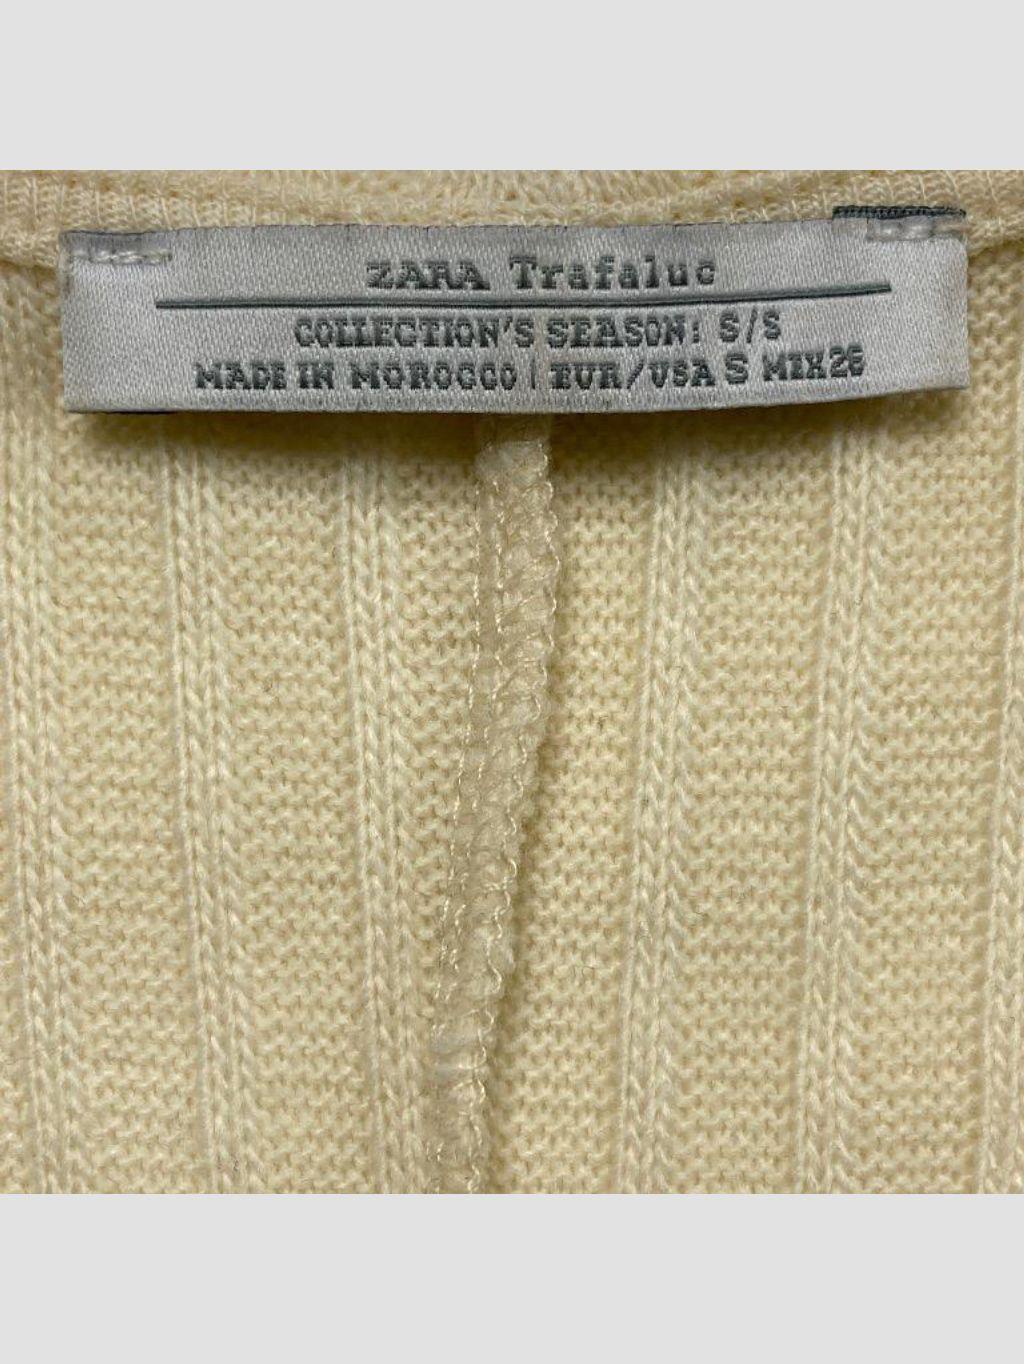 ZARA Trafaluc
COLLECTION'S SEASON: S/S
MADE IN MOROCCO | EUR/USA S MEX26